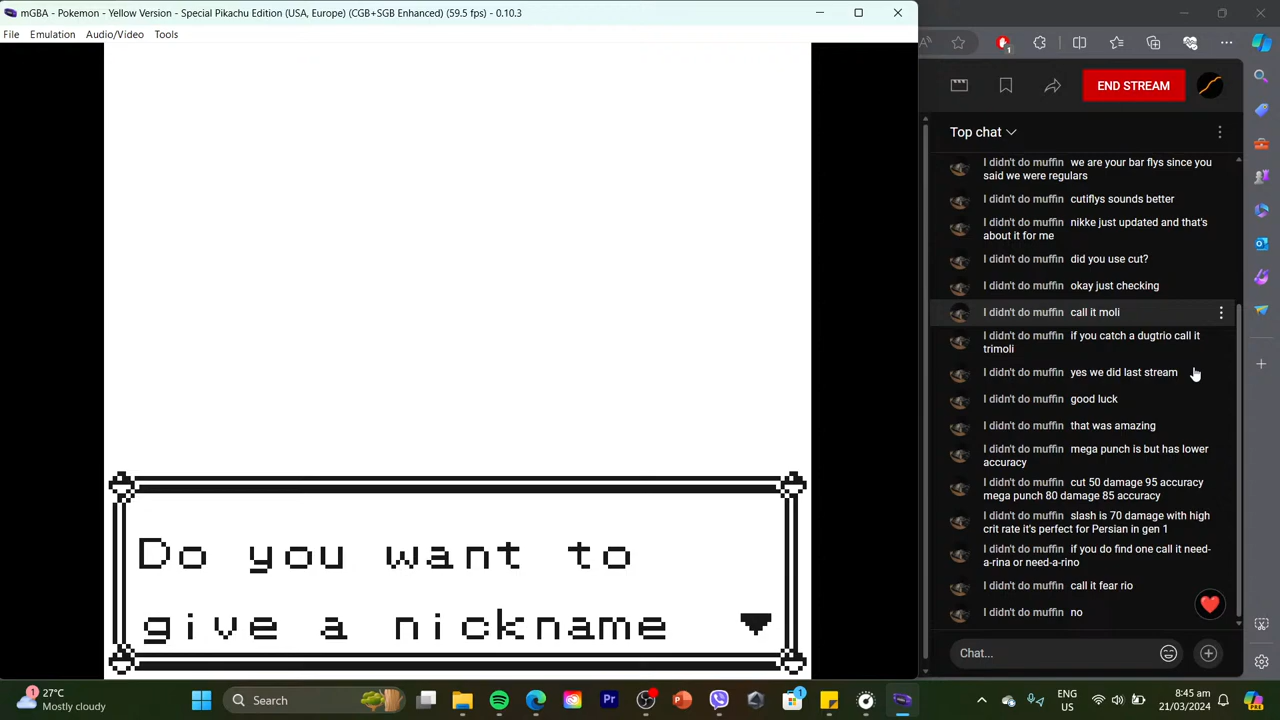 mGBA - Pokemon - Yellow Version - Special Pikachu Edition (USA, Europe) (CGB+SGB Enhanced) (59.5 fps) - 0.10.3
File Emulation Audio/Video Tools
1
END STREAM
Top chat
I didn't do muffin we are your bar flys since you
said we were regulars
I didn't do muffin cutiflys sounds better
I didn't do muffin nikke just updated and that's
about it for me
I didn't do muffin did you use cut?
I didn't do muffin okay just checking
I didn't do muffin call it moli
I didn't do muffin if you catch a dugtrio call it
trimoli
I didn't do muffin yes we did last stream
I didn't do muffin good luck
I didn't do muffin that was amazing
I didn't do muffin mega punch is but has lower
accuracy
I didn't do muffin cut 50 damage 95 accuracy
mega punch 80 damage 85 accuracy
I didn't do muffin slash is 70 damage with high
crit rate it's perfect for Persian in gen 1
I didn't do muffin if you do find one call it need-
a-rina or need-a-rino
I didn't do muffin call it fear rio
I didn't do muffin no
Chat...
Do you want to
give a nickname
1
27°C
Mostly cloudy
Search
Pr
1
ENG
US
8:45 am
21/03/2024